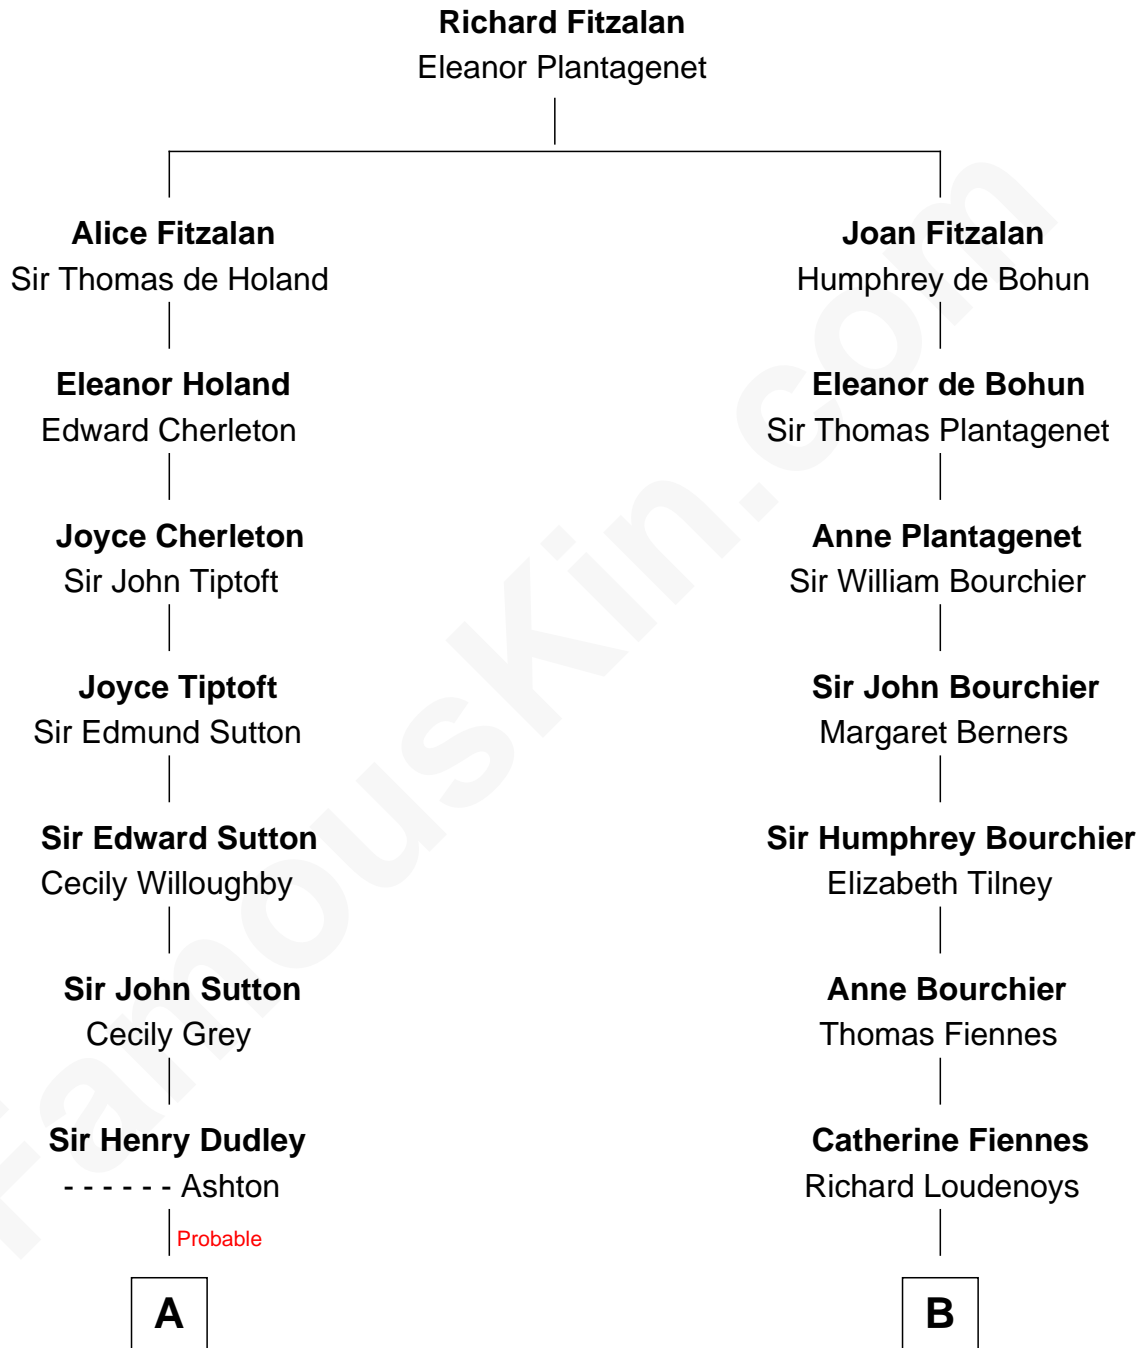 Richard Fitzalan
Eleanor Plantagenet
Alice Fitzalan
Sir Thomas de Holand
Joan Fitzalan
Humphrey de Bohun
Eleanor Holand
Edward Cherleton
Eleanor de Bohun
Sir Thomas Plantagenet
Joyce Cherleton
Sir John Tiptoft
Anne Plantagenet
Sir William Bourchier
Joyce Tiptoft
Sir Edmund Sutton
Sir John Bourchier
Margaret Berners
Sir Edward Sutton
Cecily Willoughby
Sir Humphrey Bourchier
Elizabeth Tilney
Sir John Sutton
Cecily Grey
Anne Bourchier
Thomas Fiennes
Sir Henry Dudley
- - - - - - Ashton
Probable
Catherine Fiennes
Richard Loudenoys
A
B
FamousKin.com